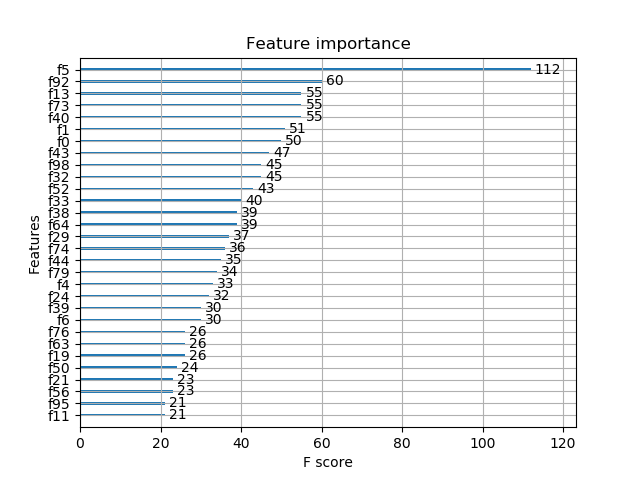 Feature importance
f5 112
f92 60
f13 55
f73 55
f40 55
f1 51
f0 50
f43 47
f98 45
f32 45
f52 43
f33 40
f38 39
f64 39
f29 37
f74 36
f44 35
f79 34
f4 33
f24 32
f39 30
f6 30
f76 26
f63 26
f19 26
f50 24
f21 23
f56 23
f95 21
f11 21
Features
0 20 40 60 80 100 120
F score